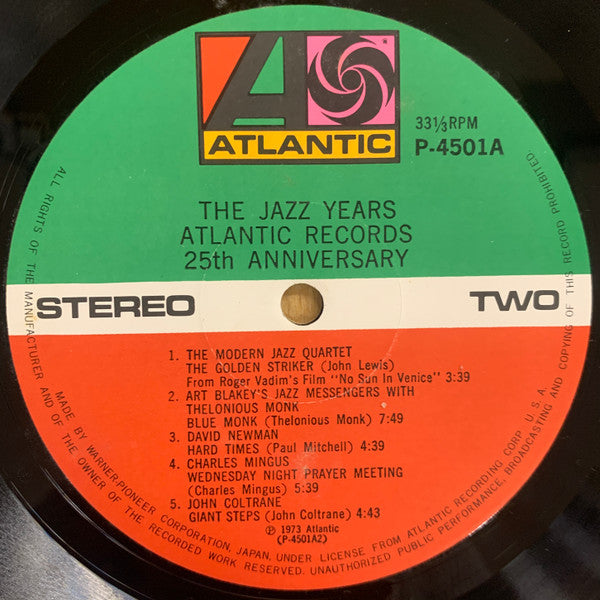 ATLANTIC
33⅓RPM
P-4501A
THE JAZZ YEARS
ATLANTIC RECORDS
25th ANNIVERSARY
STEREO
TWO
1. THE MODERN JAZZ QUARTET
THE GOLDEN STRIKER (John Lewis)
From Roger Vadim's Film "No Sun In Venice" 3:39
2. ART BLAKEY'S JAZZ MESSENGERS WITH
THELONIOUS MONK
BLUE MONK (Thelonious Monk) 7:49
3. DAVID NEWMAN
HARD TIMES (Paul Mitchell) 4:39
4. CHARLES MINGUS
WEDNESDAY NIGHT PRAYER MEETING
(Charles Mingus) 5:39
5. JOHN COLTRANE
GIANT STEPS (John Coltrane) 4:43
℗ 1973 Atlantic
(P-4501A2)
MADE BY WARNER-PIONEER CORPORATION, JAPAN, UNDER LICENSE FROM ATLANTIC RECORDING CORP. U. S. A.
ALL RIGHTS OF THE MANUFACTURER AND OF THE OWNER OF THE RECORDED WORK RESERVED. UNAUTHORIZED PUBLIC PERFORMANCE, BROADCASTING AND COPYING OF THIS RECORD PROHIBITED.